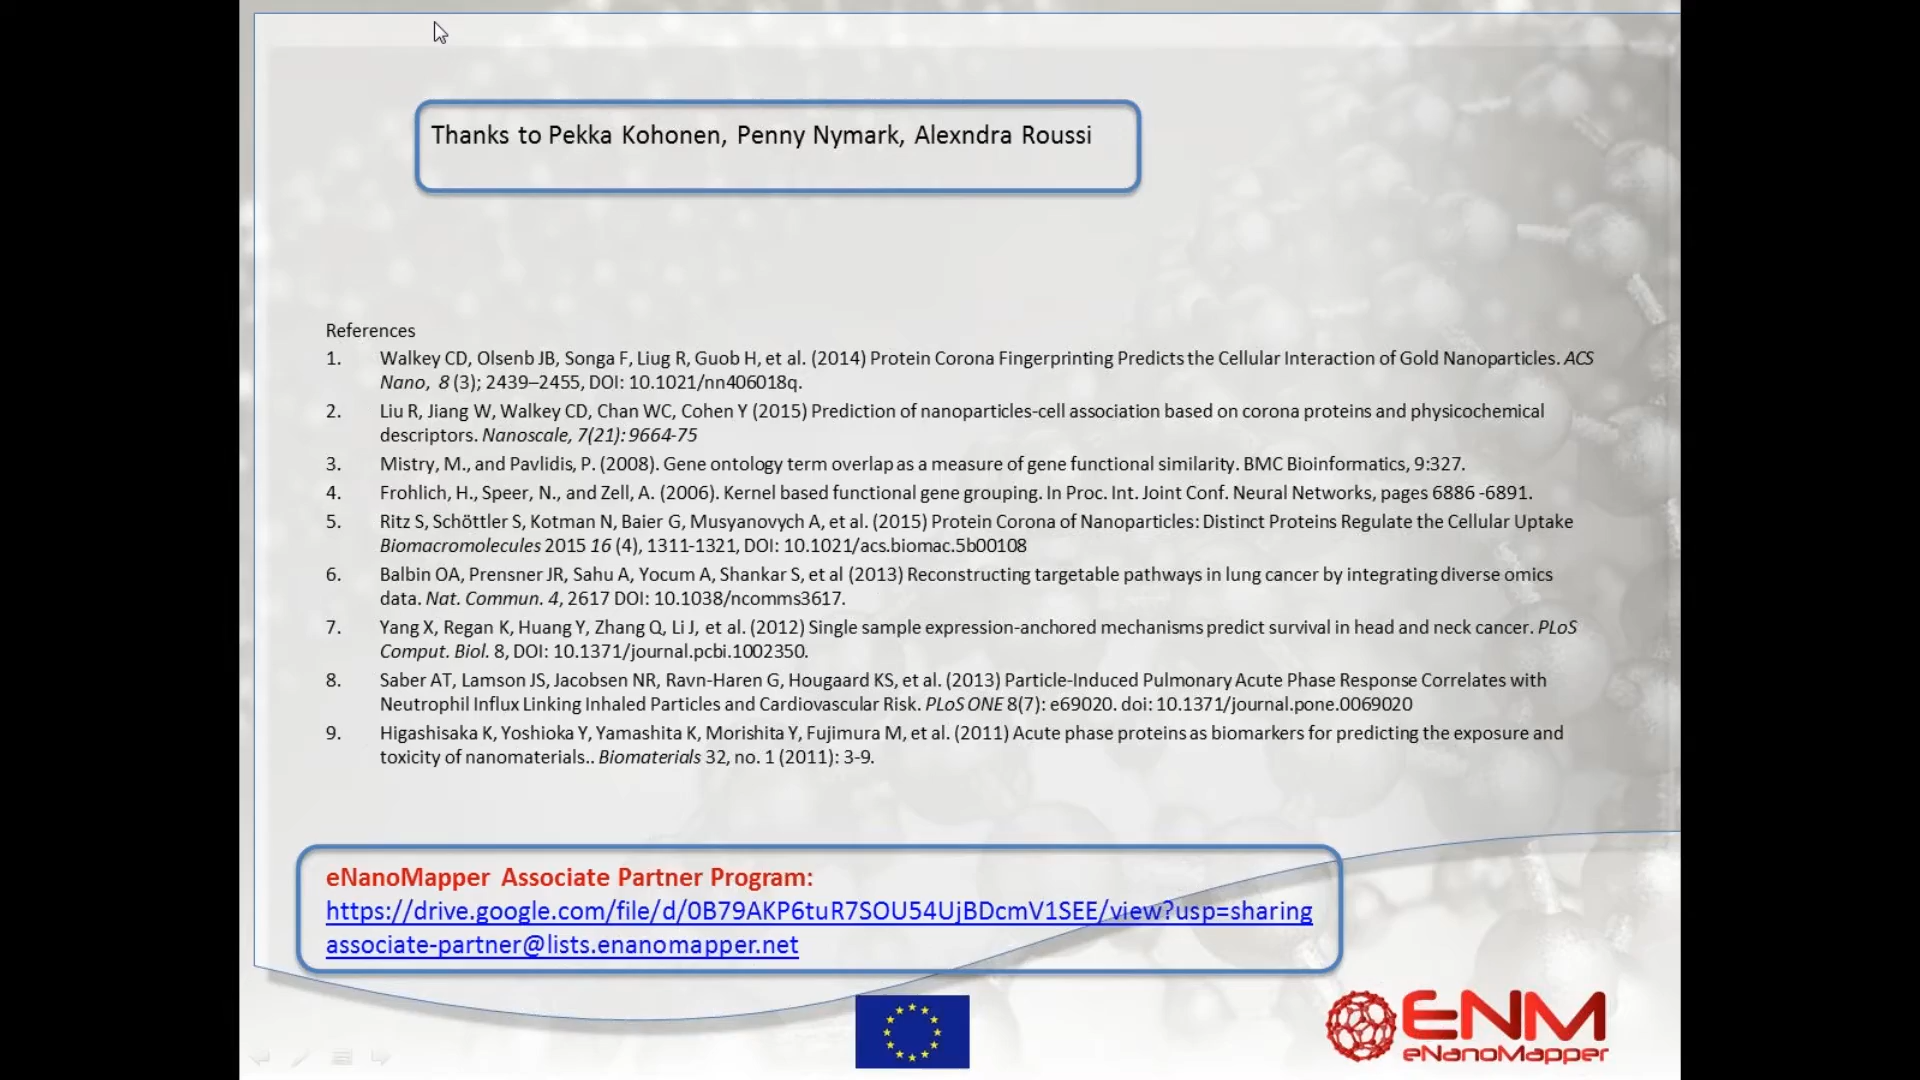 Thanks to Pekka Kohonen, Penny Nymark, Alexndra Roussi
References
1. Walkey CD, Olsenb JB, Songa F, Liug R, Guob H, et al. (2014) Protein Corona Fingerprinting Predicts the Cellular Interaction of Gold Nanoparticles. ACS
Nano, 8 (3); 2439–2455, DOI: 10.1021/nn406018q.
2. Liu R, Jiang W, Walkey CD, Chan WC, Cohen Y (2015) Prediction of nanoparticles-cell association based on corona proteins and physicochemical
descriptors. Nanoscale, 7(21): 9664-75
3. Mistry, M., and Pavlidis, P. (2008). Gene ontology term overlap as a measure of gene functional similarity. BMC Bioinformatics, 9:327.
4. Frohlich, H., Speer, N., and Zell, A. (2006). Kernel based functional gene grouping. In Proc. Int. Joint Conf. Neural Networks, pages 6886 -6891.
5. Ritz S, Schöttler S, Kotman N, Baier G, Musyanovych A, et al. (2015) Protein Corona of Nanoparticles: Distinct Proteins Regulate the Cellular Uptake
Biomacromolecules 2015 16 (4), 1311-1321, DOI: 10.1021/acs.biomac.5b00108
6. Balbin OA, Prensner JR, Sahu A, Yocum A, Shankar S, et al (2013) Reconstructing targetable pathways in lung cancer by integrating diverse omics
data. Nat. Commun. 4, 2617 DOI: 10.1038/ncomms3617.
7. Yang X, Regan K, Huang Y, Zhang Q, Li J, et al. (2012) Single sample expression-anchored mechanisms predict survival in head and neck cancer. PLoS
Comput. Biol. 8, DOI: 10.1371/journal.pcbi.1002350.
8. Saber AT, Lamson JS, Jacobsen NR, Ravn-Haren G, Hougaard KS, et al. (2013) Particle-Induced Pulmonary Acute Phase Response Correlates with
Neutrophil Influx Linking Inhaled Particles and Cardiovascular Risk. PLoS ONE 8(7): e69020. doi: 10.1371/journal.pone.0069020
9. Higashisaka K, Yoshioka Y, Yamashita K, Morishita Y, Fujimura M, et al. (2011) Acute phase proteins as biomarkers for predicting the exposure and
toxicity of nanomaterials.. Biomaterials 32, no. 1 (2011): 3-9.
eNanoMapper Associate Partner Program:
https://drive.google.com/file/d/0B79AKP6tuR7SOU54UjBDcmV1SEE/view?usp=sharing
associate-partner@lists.enanomapper.net
ENM
eNanoMapper